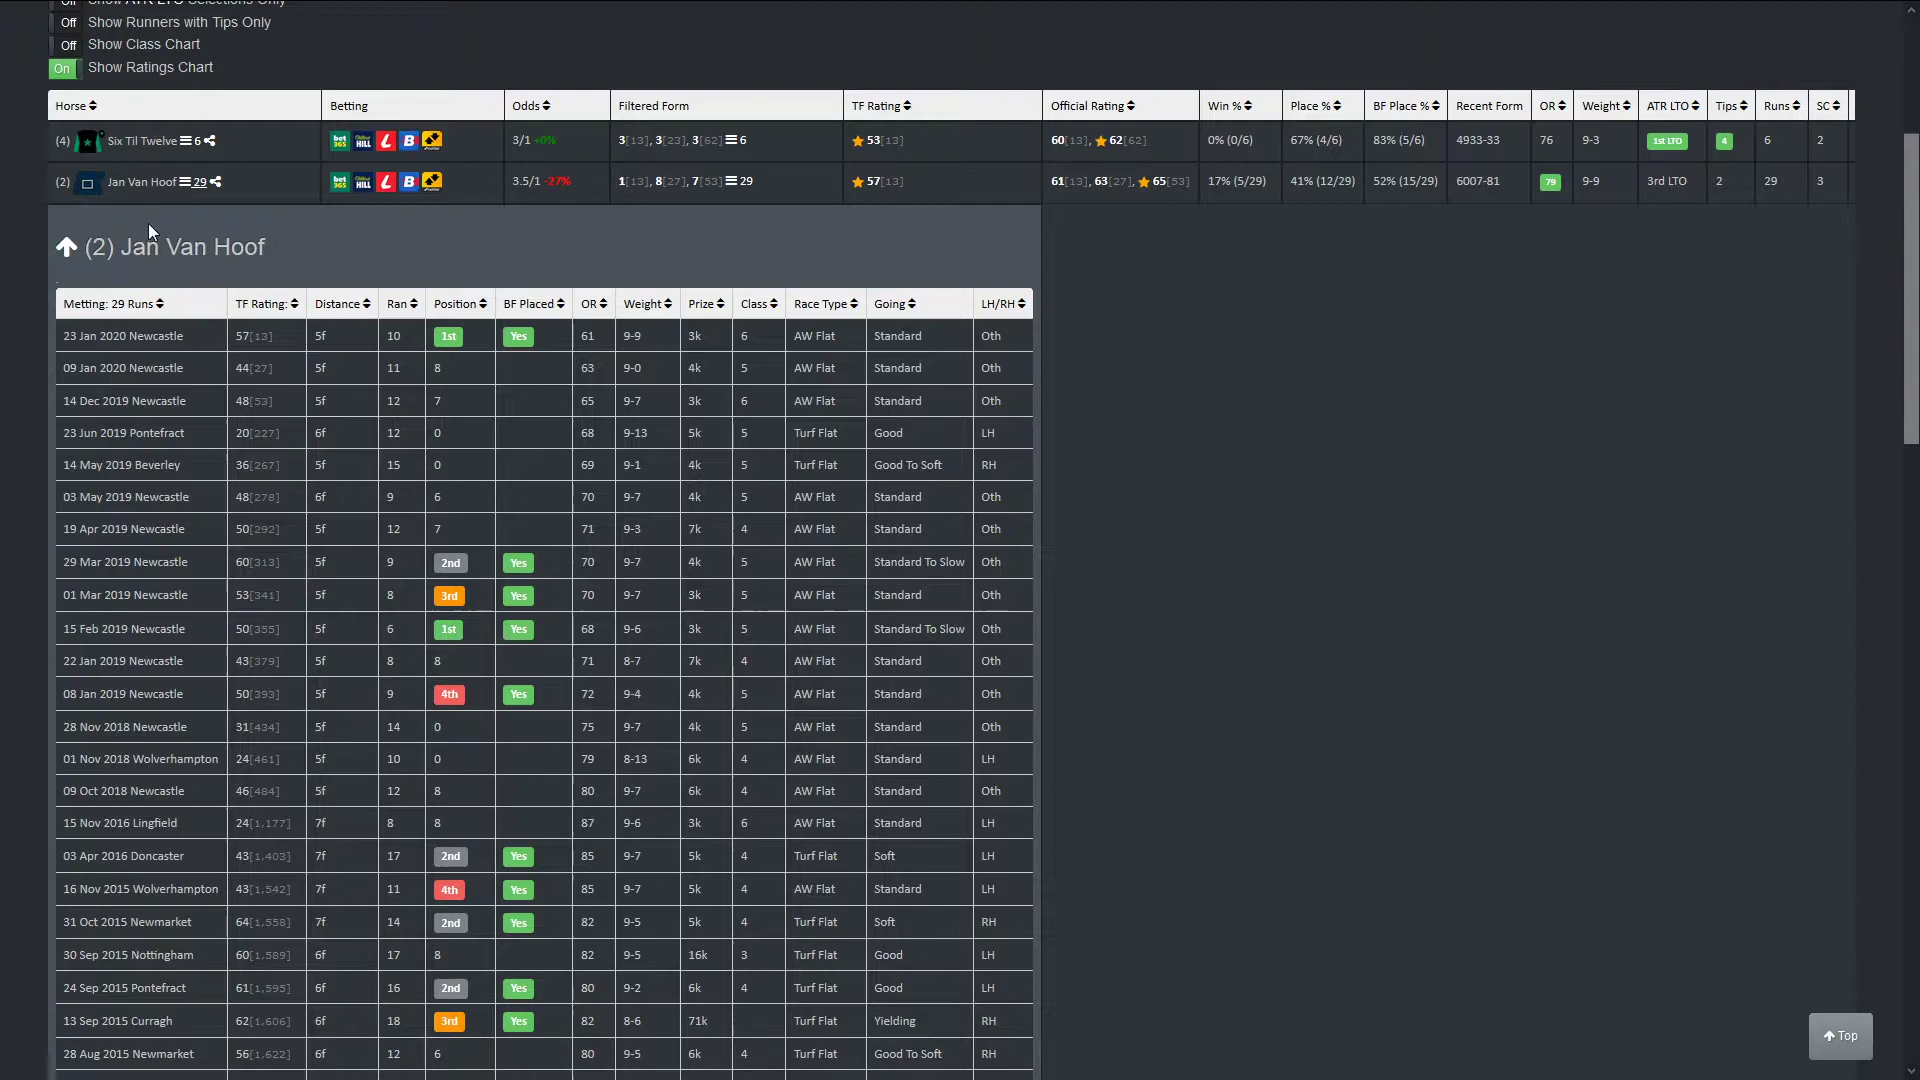 Off Show ATR LTO Selections Only
Off Show Runners with Tips Only
Off Show Class Chart
On Show Ratings Chart
Horse Betting Odds Filtered Form TF Rating Official Rating Win % Place % BF Place % Recent Form OR Weight ATR LTO Tips Runs SC
(4) Six Til Twelve 6 bet365 HILL L B 3/1 +0% 3[13], 3[23], 3[62] 6 53[13] 60[13], 62[62] 0% (0/6) 67% (4/6) 83% (5/6) 4933-33 76 9-3 1st LTO 4 6 2
(2) Jan Van Hoof 29 bet365 HILL L B 3.5/1 -27% 1[13], 8[27], 7[53] 29 57[13] 61[13], 63[27], 65[53] 17% (5/29) 41% (12/29) 52% (15/29) 6007-81 79 9-9 3rd LTO 2 29 3
(2) Jan Van Hoof
Metting: 29 Runs TF Rating: Distance Ran Position BF Placed OR Weight Prize Class Race Type Going LH/RH
23 Jan 2020 Newcastle 57[13] 5f 10 1st Yes 61 9-9 3k 6 AW Flat Standard Oth
09 Jan 2020 Newcastle 44[27] 5f 11 8 63 9-0 4k 5 AW Flat Standard Oth
14 Dec 2019 Newcastle 48[53] 5f 12 7 65 9-7 3k 6 AW Flat Standard Oth
23 Jun 2019 Pontefract 20[227] 6f 12 0 68 9-13 5k 5 Turf Flat Good LH
14 May 2019 Beverley 36[267] 5f 15 0 69 9-1 4k 5 Turf Flat Good To Soft RH
03 May 2019 Newcastle 48[278] 6f 9 6 70 9-7 4k 5 AW Flat Standard Oth
19 Apr 2019 Newcastle 50[292] 5f 12 7 71 9-3 7k 4 AW Flat Standard Oth
29 Mar 2019 Newcastle 60[313] 5f 9 2nd Yes 70 9-7 4k 5 AW Flat Standard To Slow Oth
01 Mar 2019 Newcastle 53[341] 5f 8 3rd Yes 70 9-7 3k 5 AW Flat Standard Oth
15 Feb 2019 Newcastle 50[355] 5f 6 1st Yes 68 9-6 3k 5 AW Flat Standard To Slow Oth
22 Jan 2019 Newcastle 43[379] 5f 8 8 71 8-7 7k 4 AW Flat Standard Oth
08 Jan 2019 Newcastle 50[393] 5f 9 4th Yes 72 9-4 4k 5 AW Flat Standard Oth
28 Nov 2018 Newcastle 31[434] 5f 14 0 75 9-7 4k 5 AW Flat Standard Oth
01 Nov 2018 Wolverhampton 24[461] 5f 10 0 79 8-13 6k 4 AW Flat Standard LH
09 Oct 2018 Newcastle 46[484] 5f 12 8 80 9-7 6k 4 AW Flat Standard Oth
15 Nov 2016 Lingfield 24[1,177] 7f 8 8 87 9-6 3k 6 AW Flat Standard LH
03 Apr 2016 Doncaster 43[1,403] 7f 17 2nd Yes 85 9-7 5k 4 Turf Flat Soft LH
16 Nov 2015 Wolverhampton 43[1,542] 7f 11 4th Yes 85 9-7 5k 4 AW Flat Standard LH
31 Oct 2015 Newmarket 64[1,558] 7f 14 2nd Yes 82 9-5 5k 4 Turf Flat Soft RH
30 Sep 2015 Nottingham 60[1,589] 6f 17 8 82 9-5 16k 3 Turf Flat Good LH
24 Sep 2015 Pontefract 61[1,595] 6f 16 2nd Yes 80 9-2 6k 4 Turf Flat Good LH
13 Sep 2015 Curragh 62[1,606] 6f 18 3rd Yes 82 8-6 71k Turf Flat Yielding RH
28 Aug 2015 Newmarket 56[1,622] 6f 12 6 80 9-5 6k 4 Turf Flat Good To Soft RH
Top